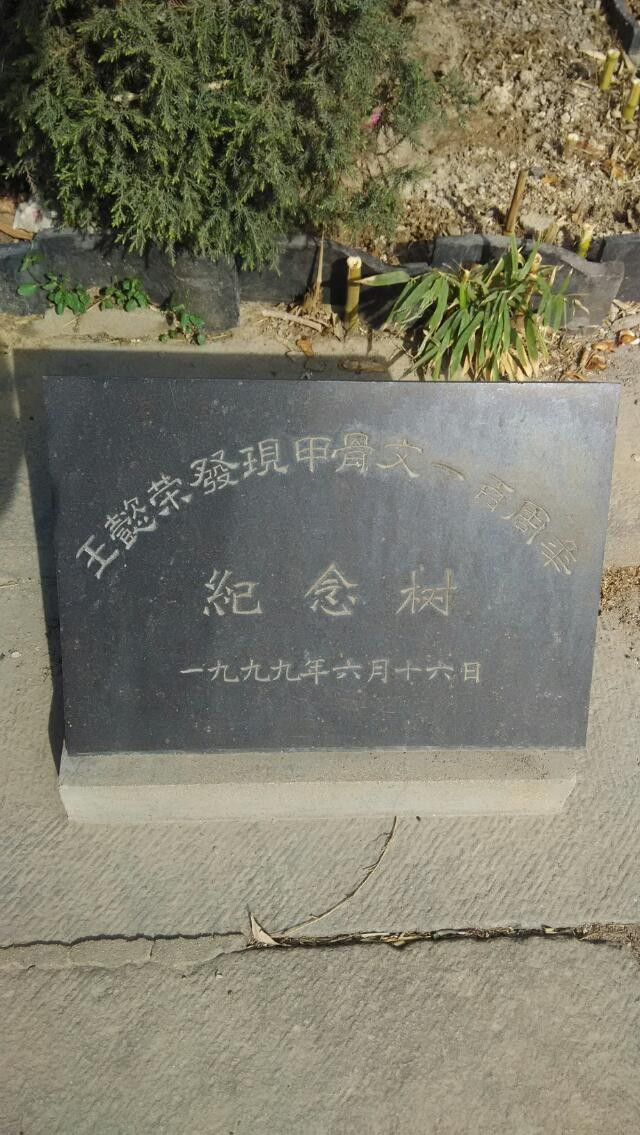 王懿荣發現甲骨文一百周年
紀念树
一九九九年六月十六日